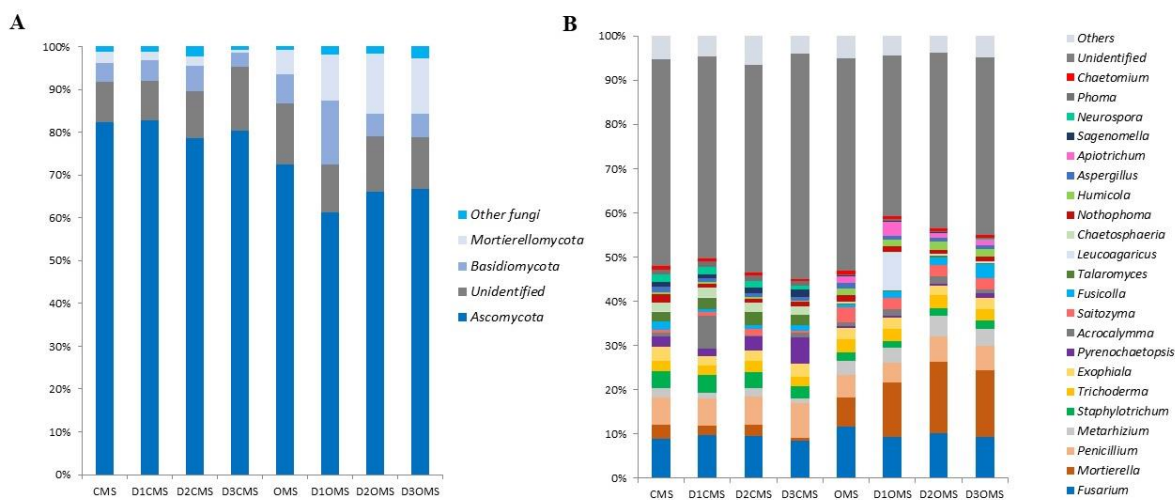 A
100%
90%
80%
70%
60%
50%
40%
30%
20%
10%
0%
CMS D1CMS D2CMS D3CMS OMS D1OMS D2OMS D3OMS
Other fungi
Mortierellomycota
Basidiomycota
Unidentified
Ascomycota
B
100%
90%
80%
70%
60%
50%
40%
30%
20%
10%
0%
CMS D1CMS D2CMS D3CMS OMS D1OMS D2OMS D3OMS
Others
Unidentified
Chaetomium
Phoma
Neurospora
Sagenomella
Apiotrichum
Aspergillus
Humicola
Nothophoma
Chaetosphaeria
Leucoagaricus
Talaromyces
Fusicolla
Saitozyma
Acrocalymma
Pyrenochaetopsis
Exophiala
Trichoderma
Staphylotrichum
Metarhizium
Penicillium
Mortierella
Fusarium